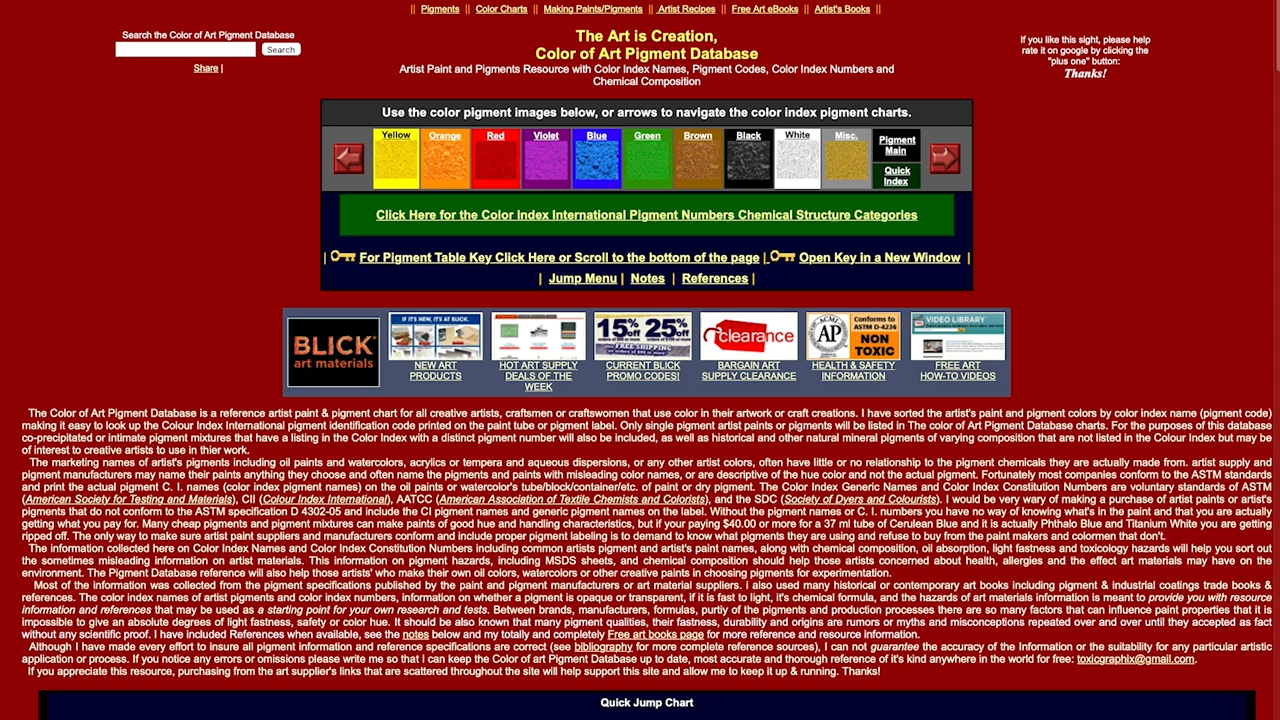 || Pigments || Color Charts || Making Paints/Pigments || Artist Recipes || Free Art eBooks || Artist's Books ||
Search the Color of Art Pigment Database
Search
Share |
The Art is Creation,
Color of Art Pigment Database
Artist Paint and Pigments Resource with Color Index Names, Pigment Codes, Color Index Numbers and
Chemical Composition
If you like this sight, please help
rate it on google by clicking the
"plus one" button:
Thanks!
Use the color pigment images below, or arrows to navigate the color index pigment charts.
Yellow Orange Red Violet Blue Green Brown Black White Misc. Pigment Main
Quick Index
Click Here for the Color Index International Pigment Numbers Chemical Structure Categories
| For Pigment Table Key Click Here or Scroll to the bottom of the page | Open Key in a New Window |
| Jump Menu | Notes | References |
BLICK
art materials
IF IT'S NEW, IT'S AT BLICK.
NEW ART
PRODUCTS
HOT ART SUPPLY
DEALS OF THE
WEEK
15% off 25% off
FREE SHIPPING
CURRENT BLICK
PROMO CODES!
clearance
BARGAIN ART
SUPPLY CLEARANCE
ACMI
AP
Conforms to
ASTM D-4236
NON
TOXIC
HEALTH & SAFETY
INFORMATION
VIDEO LIBRARY
FREE ART
HOW-TO VIDEOS
The Color of Art Pigment Database is a reference artist paint & pigment chart for all creative artists, craftsmen or craftswomen that use color in their artwork or craft creations. I have sorted the artist's paint and pigment colors by color index name (pigment code)
making it easy to look up the Colour Index International pigment identification code printed on the paint tube or pigment label. Only single pigment artist paints or pigments will be listed in The color of Art Pigment Database charts. For the purposes of this database
co-precipitated or intimate pigment mixtures that have a listing in the Color Index with a distinct pigment number will also be included, as well as historical and other natural mineral pigments of varying composition that are not listed in the Colour Index but may be
of interest to creative artists to use in thier work.
The marketing names of artist's pigments including oil paints and watercolors, acrylics or tempera and aqueous dispersions, or any other artist colors, often have little or no relationship to the pigment chemicals they are actually made from. artist supply and
pigment manufacturers may name their paints anything they choose and often name the pigments and paints with misleading color names, or are descriptive of the hue color and not the actual pigment. Fortunately most companies conform to the ASTM standards
and print the actual pigment C. I. names (color index pigment names) on the oil paints or watercolor's tube/block/container/etc. of paint or dry pigment. The Color Index Generic Names and Color Index Constitution Numbers are voluntary standards of ASTM
(American Society for Testing and Materials), CII (Colour Index International), AATCC (American Association of Textile Chemists and Colorists), and the SDC (Society of Dyers and Colourists). I would be very wary of making a purchase of artist paints or artist's
pigments that do not conform to the ASTM specification D 4302-05 and include the CI pigment names and generic pigment names on the label. Without the pigment names or C. I. numbers you have no way of knowing what's in the paint and that you are actually
getting what you pay for. Many cheap pigments and pigment mixtures can make paints of good hue and handling characteristics, but if your paying $40.00 or more for a 37 ml tube of Cerulean Blue and it is actually Phthalo Blue and Titanium White you are getting
ripped off. The only way to make sure artist paint suppliers and manufacturers conform and include proper pigment labeling is to demand to know what pigments they are using and refuse to buy from the paint makers and colormen that don't.
The information collected here on Color Index Names and Color Index Constitution Numbers including common artists pigment and artist's paint names, along with chemical composition, oil absorption, light fastness and toxicology hazards will help you sort out
the sometimes misleading information on artist materials. This information on pigment hazards, including MSDS sheets, and chemical composition should help those artists concerned about health, allergies and the effect art materials may have on the
environment. The Pigment Database reference will also help those artists' who make their own oil colors, watercolors or other creative paints in choosing pigments for experimentation.
Most of the information was collected from the pigment specifications published by the paint and pigment manufacturers or art material suppliers. i also used many historical or contemporary art books including pigment & industrial coatings trade books &
references. The color index names of artist pigments and color index numbers, information on whether a pigment is opaque or transparent, if it is fast to light, it's chemical formula, and the hazards of art materials information is meant to provide you with resource
information and references that may be used as a starting point for your own research and tests. Between brands, manufacturers, formulas, purtiy of the pigments and production processes there are so many factors that can influence paint properties that it is
impossible to give an absolute degrees of light fastness, safety or color hue. It should be also known that many pigment qualities, their fastness, durability and origins are rumors or myths and misconceptions repeated over and over until they accepted as fact
without any scientific proof. I have included References when available, see the notes below and my totally and completely Free art books page for more reference and resource information.
Although I have made every effort to insure all pigment information and reference specifications are correct (see bibliography for more complete reference sources), I can not guarantee the accuracy of the Information or the suitability for any particular artistic
application or process. If you notice any errors or omissions please write me so that I can keep the Color of art Pigment Database up to date, most accurate and thorough reference of it's kind anywhere in the world for free: toxicgraphix@gmail.com.
If you appreciate this resource, purchasing from the art supplier's links that are scattered throughout the site will help support this site and allow me to keep it up & running. Thanks!
Quick Jump Chart